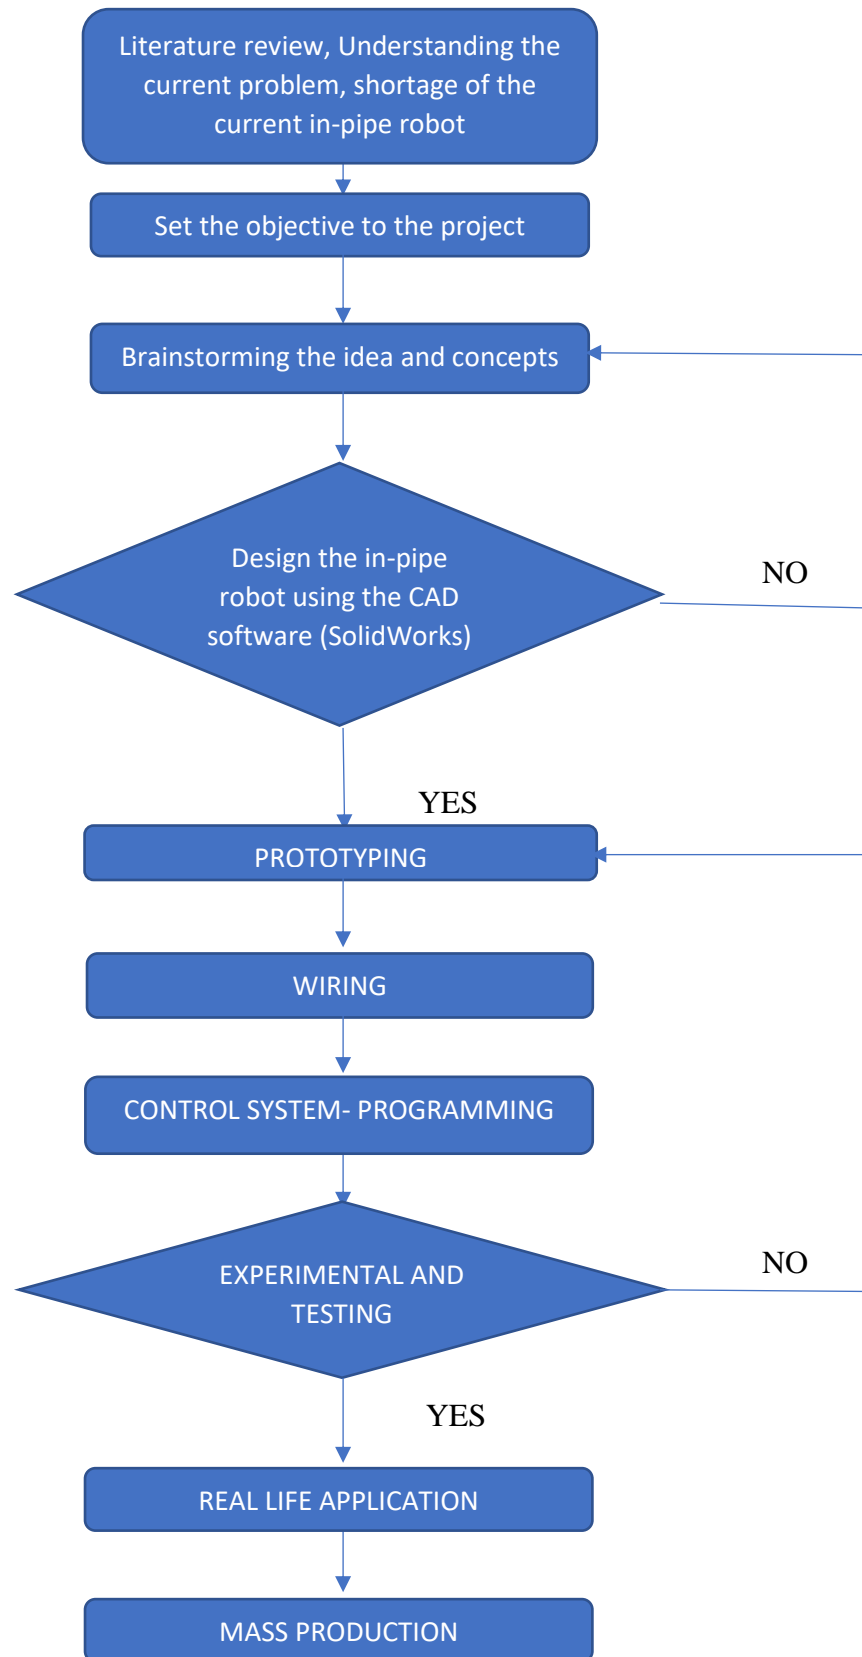 Literature review, Understanding the
current problem, shortage of the
current in-pipe robot
Set the objective to the project
Brainstorming the idea and concepts
Design the in-pipe
robot using the CAD
software (SolidWorks)
NO
YES
PROTOTYPING
WIRING
CONTROL SYSTEM- PROGRAMMING
EXPERIMENTAL AND
TESTING
NO
YES
REAL LIFE APPLICATION
MASS PRODUCTION